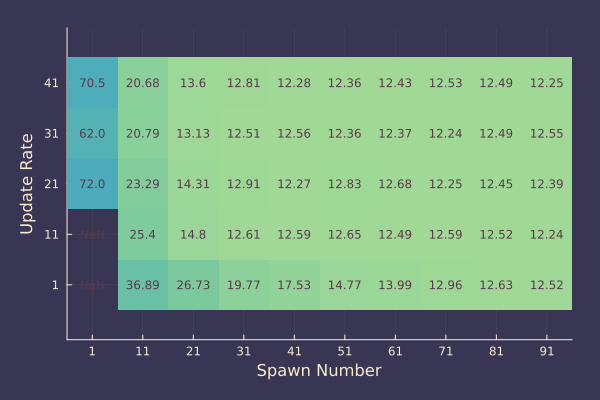 41 70.5 20.68 13.6 12.81 12.28 12.36 12.43 12.53 12.49 12.25
31 62.0 20.79 13.13 12.51 12.56 12.36 12.37 12.24 12.49 12.55
Update Rate
21 72.0 23.29 14.31 12.91 12.27 12.83 12.68 12.25 12.45 12.39
11 NaN 25.4 14.8 12.61 12.59 12.65 12.49 12.59 12.52 12.24
1 NaN 36.89 26.73 19.77 17.53 14.77 13.99 12.96 12.63 12.52
1 11 21 31 41 51 61 71 81 91
Spawn Number